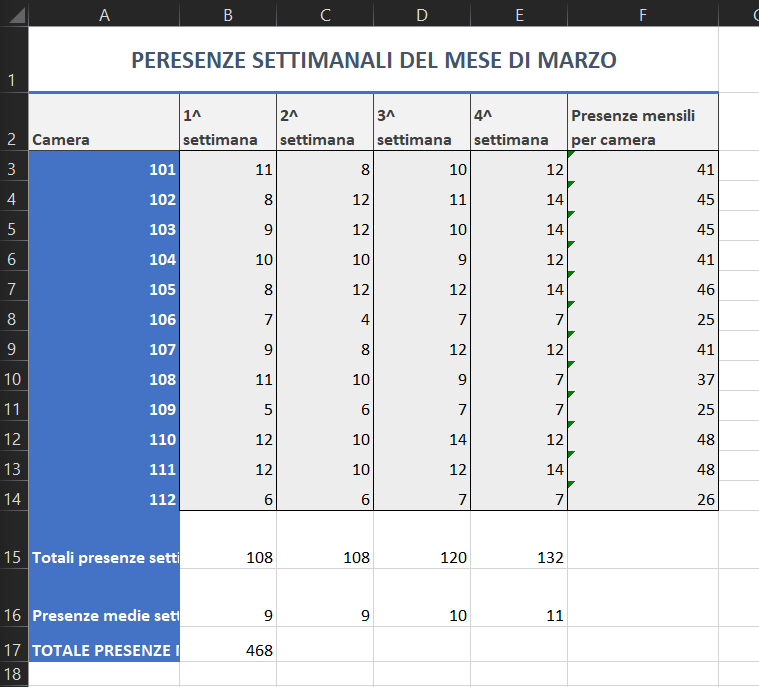 A B C D E F
1 PERESENZE SETTIMANALI DEL MESE DI MARZO
1^ 2^ 3^ 4^ Presenze mensili
2 Camera settimana settimana settimana settimana per camera
3 101 11 8 10 12 41
4 102 8 12 11 14 45
5 103 9 12 10 14 45
6 104 10 10 9 12 41
7 105 8 12 12 14 46
8 106 7 4 7 7 25
9 107 9 8 12 12 41
10 108 11 10 9 7 37
11 109 5 6 7 7 25
12 110 12 10 14 12 48
13 111 12 10 12 14 48
14 112 6 6 7 7 26
15 Totali presenze setti 108 108 120 132
16 Presenze medie sett 9 9 10 11
17 TOTALE PRESENZE 468
18